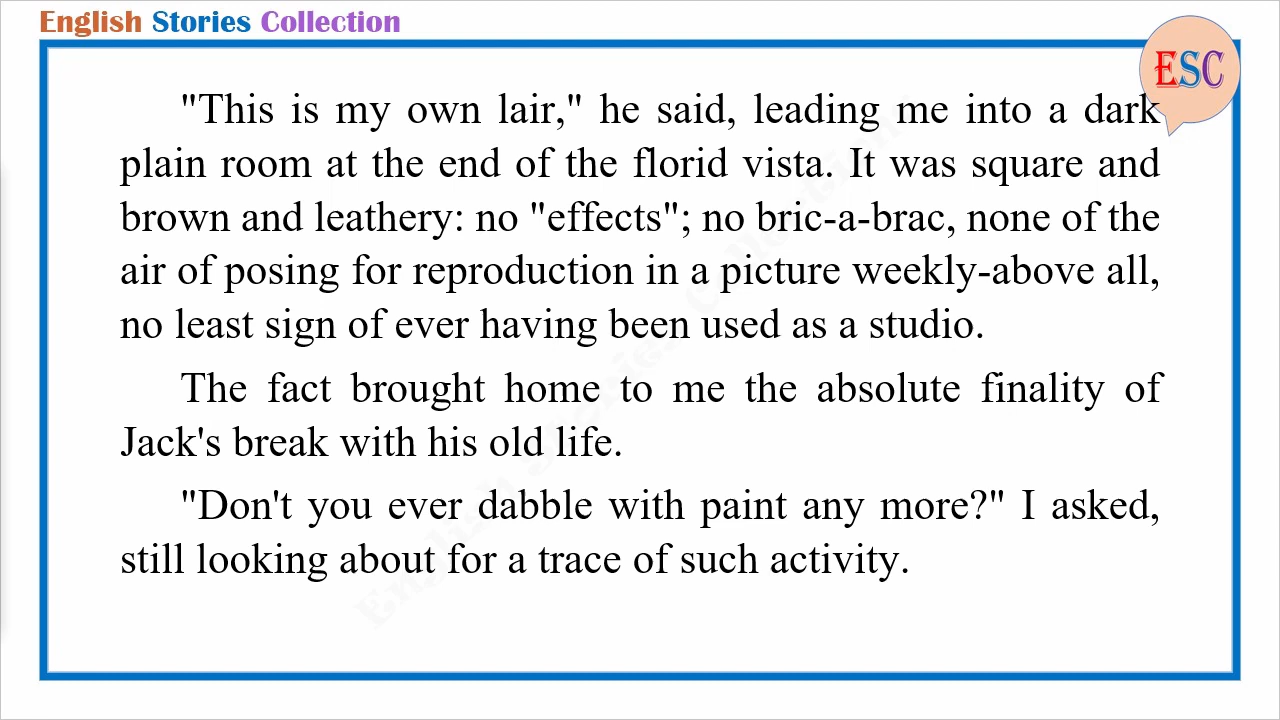 English Stories Collection
ESC
"This is my own lair," he said, leading me into a dark
plain room at the end of the florid vista. It was square and
brown and leathery: no "effects"; no bric-a-brac, none of the
air of posing for reproduction in a picture weekly-above all,
no least sign of ever having been used as a studio.
The fact brought home to me the absolute finality of
Jack's break with his old life.
"Don't you ever dabble with paint any more?" I asked,
still looking about for a trace of such activity.
English Stories Collection